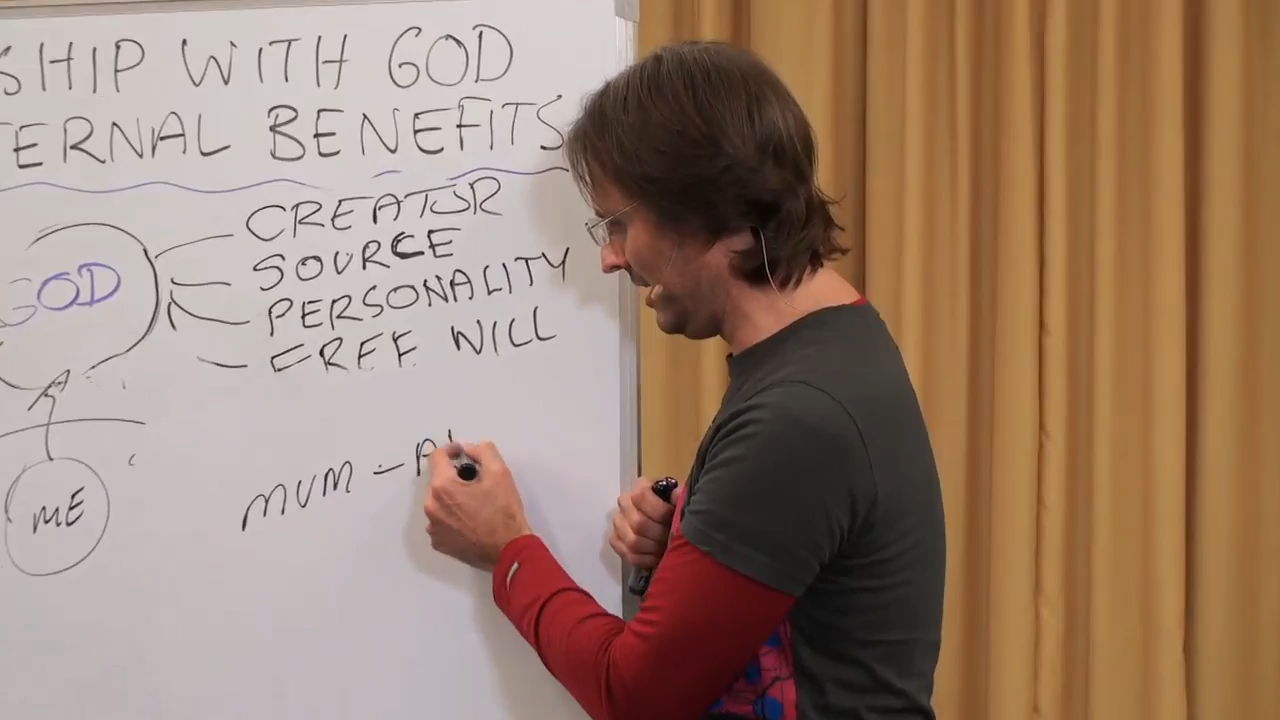 SHIP WITH GOD
TERNAL BENEFITS
GOD
CREATOR
SOURCE
PERSONALITY
FREE WILL
MUM -
ME